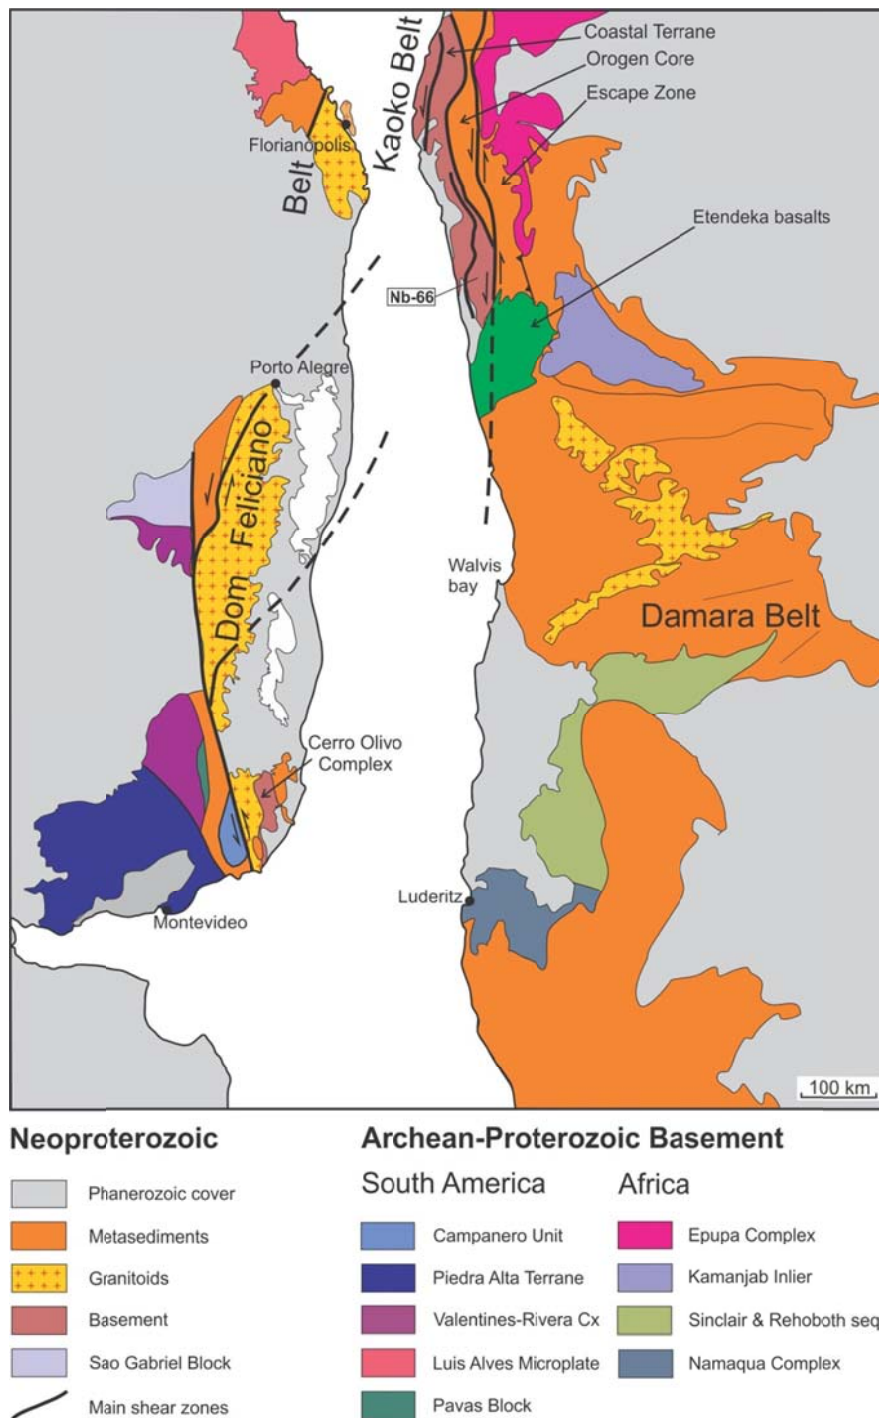 Coastal Terrane
Orogen Core
Escape Zone
Kaoko Belt
Florianopolis
Belt
Etendeka basalts
Nb-66
Porto Alegre
Dom Feliciano
Walvis
bay
Damara Belt
Cerro Olivo
Complex
Luderitz
Montevideo
100 km
Neoproterozoic
Phanerozoic cover
Metasediments
Granitoids
Basement
Sao Gabriel Block
Main shear zones
Archean-Proterozoic Basement
South America
Campanero Unit
Piedra Alta Terrane
Valentines-Rivera Cx
Luis Alves Microplate
Pavas Block
Africa
Epupa Complex
Kamanjab Inlier
Sinclair & Rehoboth seq
Namaqua Complex